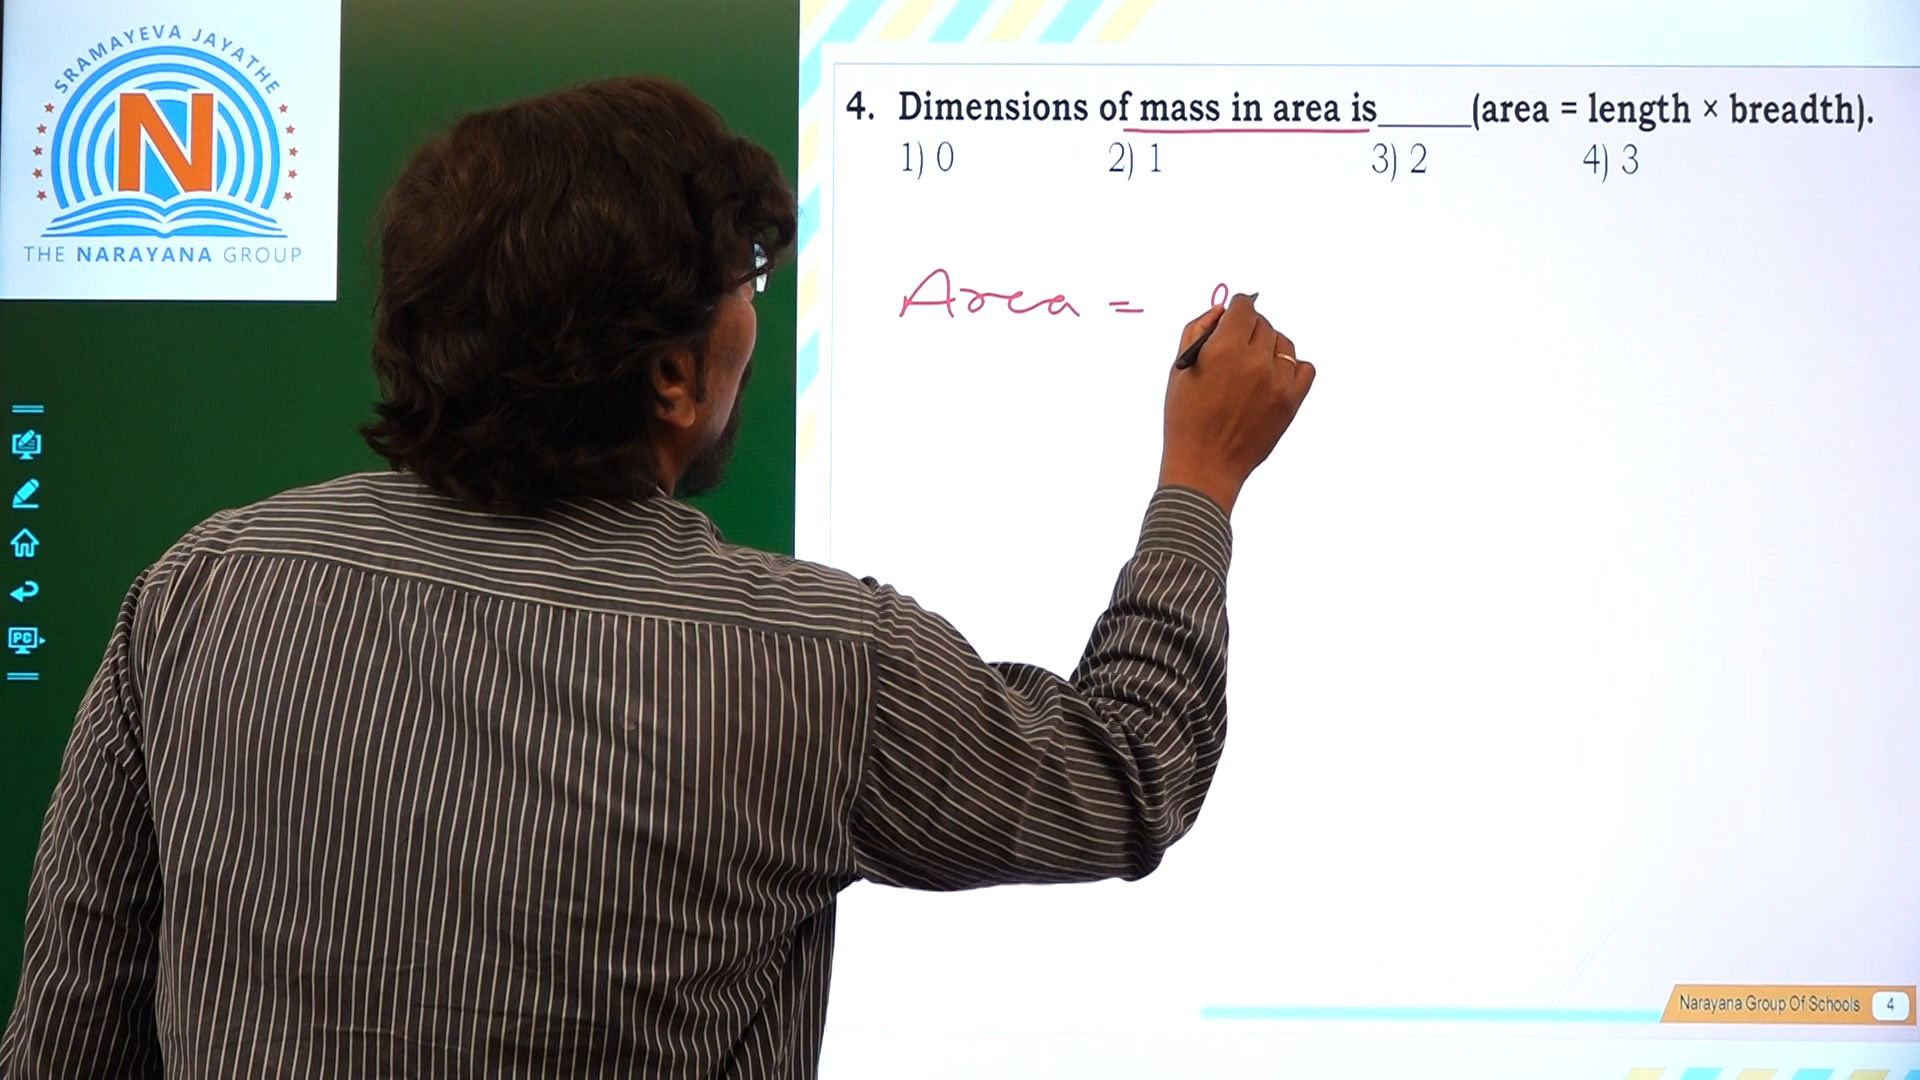 SRAMAYEVA JAYATHE
N
THE NARAYANA GROUP
4. Dimensions of mass in area is_____(area = length × breadth).
1) 0 2) 1 3) 2 4) 3
Area =
PC
Narayana Group Of Schools 4